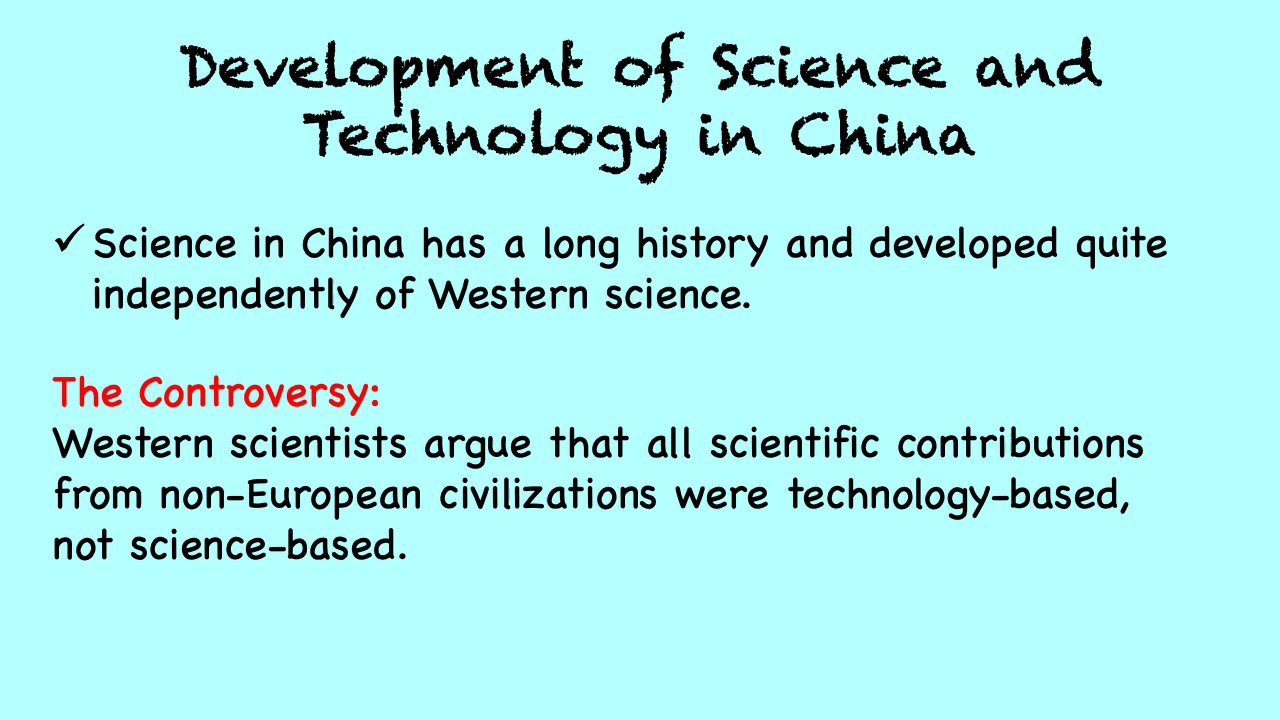 Development of Science and
Technology in China
✓ Science in China has a long history and developed quite
independently of Western science.
The Controversy:
Western scientists argue that all scientific contributions
from non-European civilizations were technology-based,
not science-based.